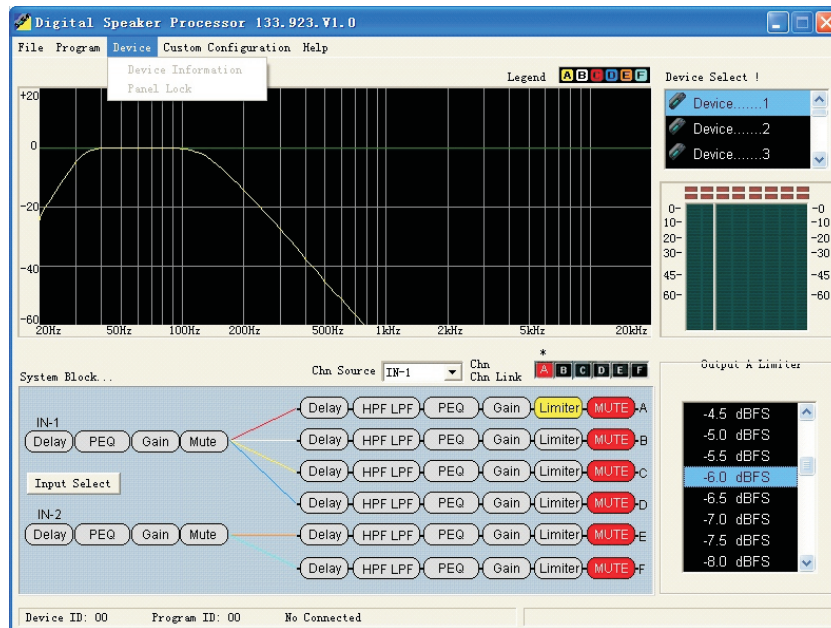 Digital Speaker Processor 133.923.V1.0
File Program Device Custom Configuration Help
Device Information
Panel Lock
Legend A B C D E F
Device Select !
Device.......1
Device.......2
Device.......3
+20
0
-20
-40
-60
20Hz 50Hz 100Hz 200Hz 500Hz 1kHz 2kHz 5kHz 20kHz
0- -0
10- -10
20- -20
30- -30
45- -45
60- -60
System Block...
Chn Source IN-1
Chn
Chn Link
*
A B C D E F
Output A Limiter
IN-1
Delay PEQ Gain Mute
Input Select
IN-2
Delay PEQ Gain Mute
Delay HPF LPF PEQ Gain Limiter MUTE A
Delay HPF LPF PEQ Gain Limiter MUTE B
Delay HPF LPF PEQ Gain Limiter MUTE C
Delay HPF LPF PEQ Gain Limiter MUTE D
Delay HPF LPF PEQ Gain Limiter MUTE E
Delay HPF LPF PEQ Gain Limiter MUTE F
-4.5 dBFS
-5.0 dBFS
-5.5 dBFS
-6.0 dBFS
-6.5 dBFS
-7.0 dBFS
-7.5 dBFS
-8.0 dBFS
Device ID: 00 Program ID: 00 No Connected